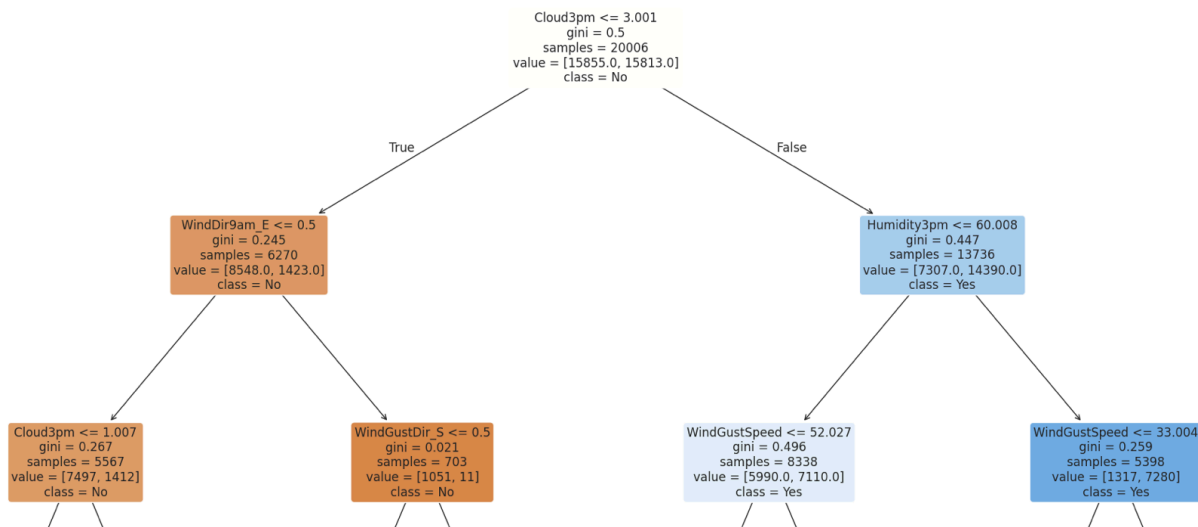 Cloud3pm <= 3.001
gini = 0.5
samples = 20006
value = [15855.0, 15813.0]
class = No
True
False
WindDir9am_E <= 0.5
gini = 0.245
samples = 6270
value = [8548.0, 1423.0]
class = No
Humidity3pm <= 60.008
gini = 0.447
samples = 13736
value = [7307.0, 14390.0]
class = Yes
Cloud3pm <= 1.007
gini = 0.267
samples = 5567
value = [7497, 1412]
class = No
WindGustDir_S <= 0.5
gini = 0.021
samples = 703
value = [1051, 11]
class = No
WindGustSpeed <= 52.027
gini = 0.496
samples = 8338
value = [5990.0, 7110.0]
class = Yes
WindGustSpeed <= 33.004
gini = 0.259
samples = 5398
value = [1317, 7280]
class = Yes